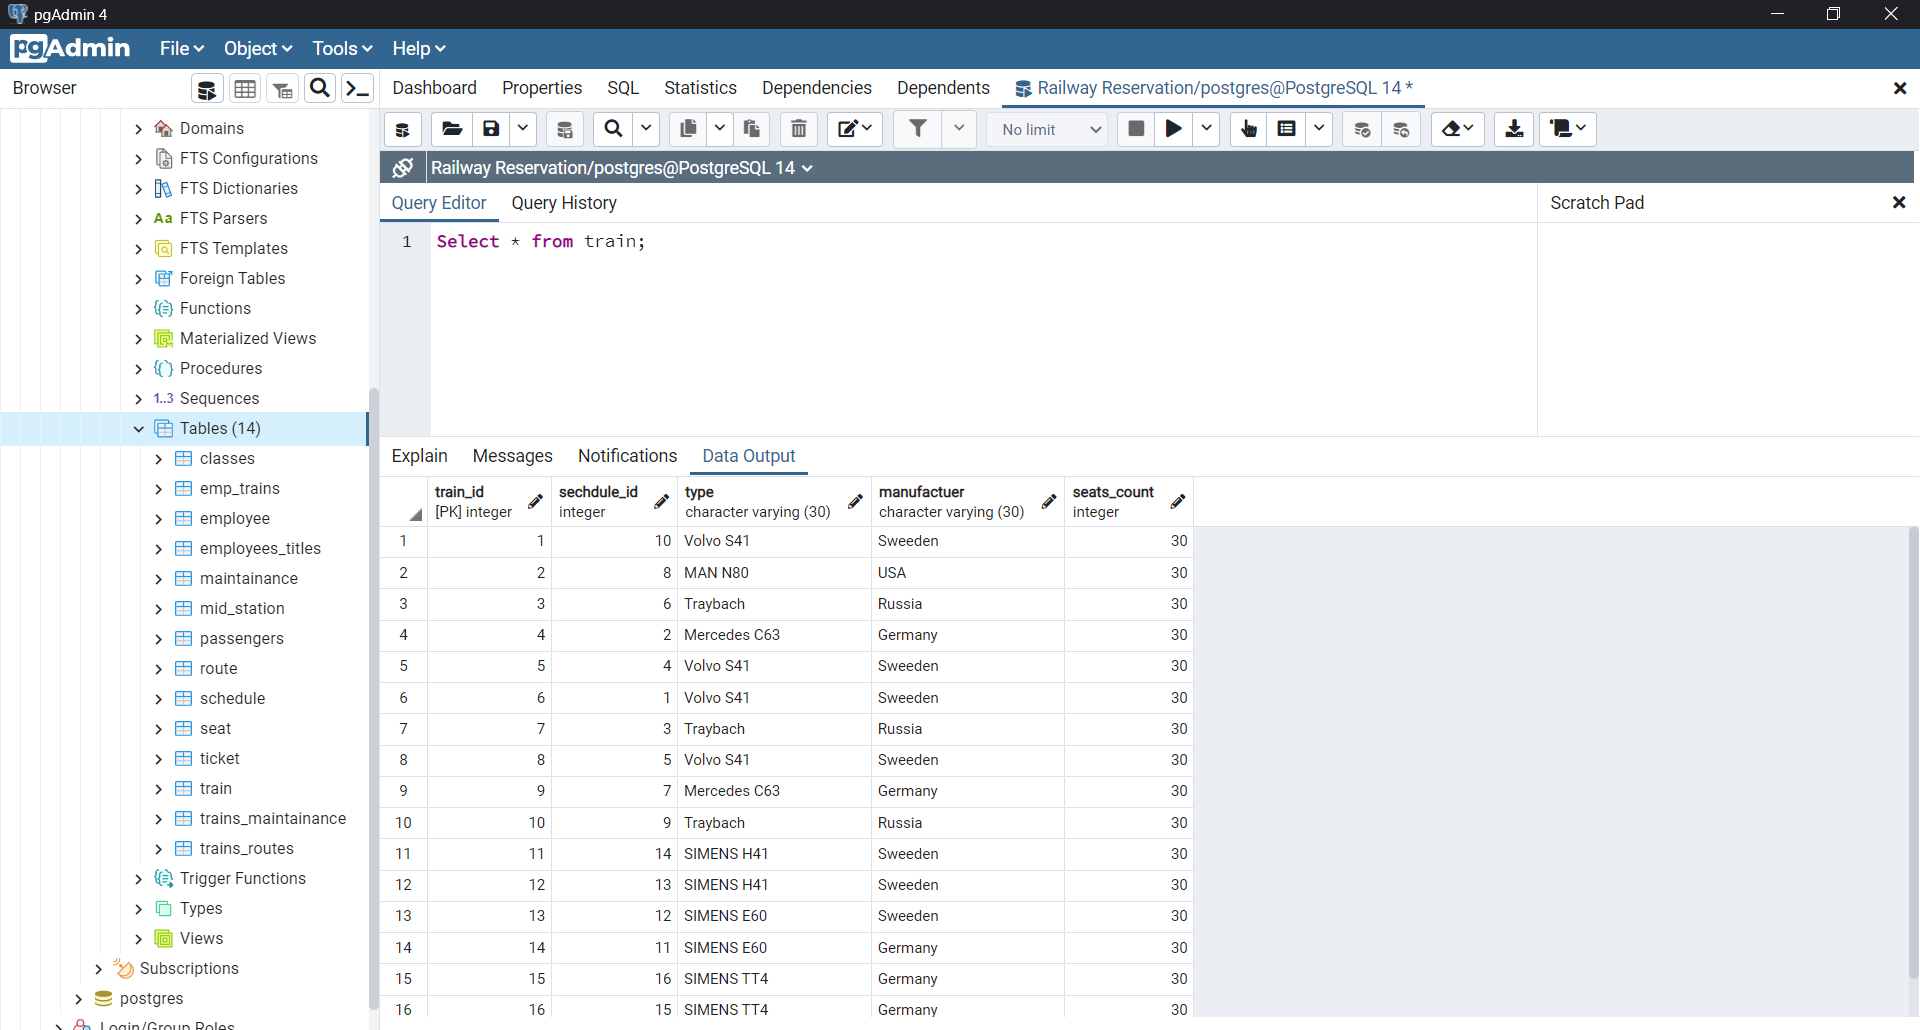 pgAdmin 4
pgAdmin File Object Tools Help
Browser
Dashboard Properties SQL Statistics Dependencies Dependents Railway Reservation/postgres@PostgreSQL 14 *
No limit
Railway Reservation/postgres@PostgreSQL 14
Query Editor Query History
Scratch Pad
1 Select * from train;
Domains
FTS Configurations
FTS Dictionaries
Aa FTS Parsers
FTS Templates
Foreign Tables
Functions
Materialized Views
Procedures
1..3 Sequences
Tables (14)
classes
emp_trains
employee
employees_titles
maintainance
mid_station
passengers
route
schedule
seat
ticket
train
trains_maintainance
trains_routes
Trigger Functions
Types
Views
Subscriptions
postgres
Login/Group Roles
Explain Messages Notifications Data Output
train_id sechdule_id type manufactuer seats_count
[PK] integer integer character varying (30) character varying (30) integer
1 1 10 Volvo S41 Sweeden 30
2 2 8 MAN N80 USA 30
3 3 6 Traybach Russia 30
4 4 2 Mercedes C63 Germany 30
5 5 4 Volvo S41 Sweeden 30
6 6 1 Volvo S41 Sweeden 30
7 7 3 Traybach Russia 30
8 8 5 Volvo S41 Sweeden 30
9 9 7 Mercedes C63 Germany 30
10 10 9 Traybach Russia 30
11 11 14 SIMENS H41 Sweeden 30
12 12 13 SIMENS H41 Sweeden 30
13 13 12 SIMENS E60 Sweeden 30
14 14 11 SIMENS E60 Germany 30
15 15 16 SIMENS TT4 Germany 30
16 16 15 SIMENS TT4 Germany 30